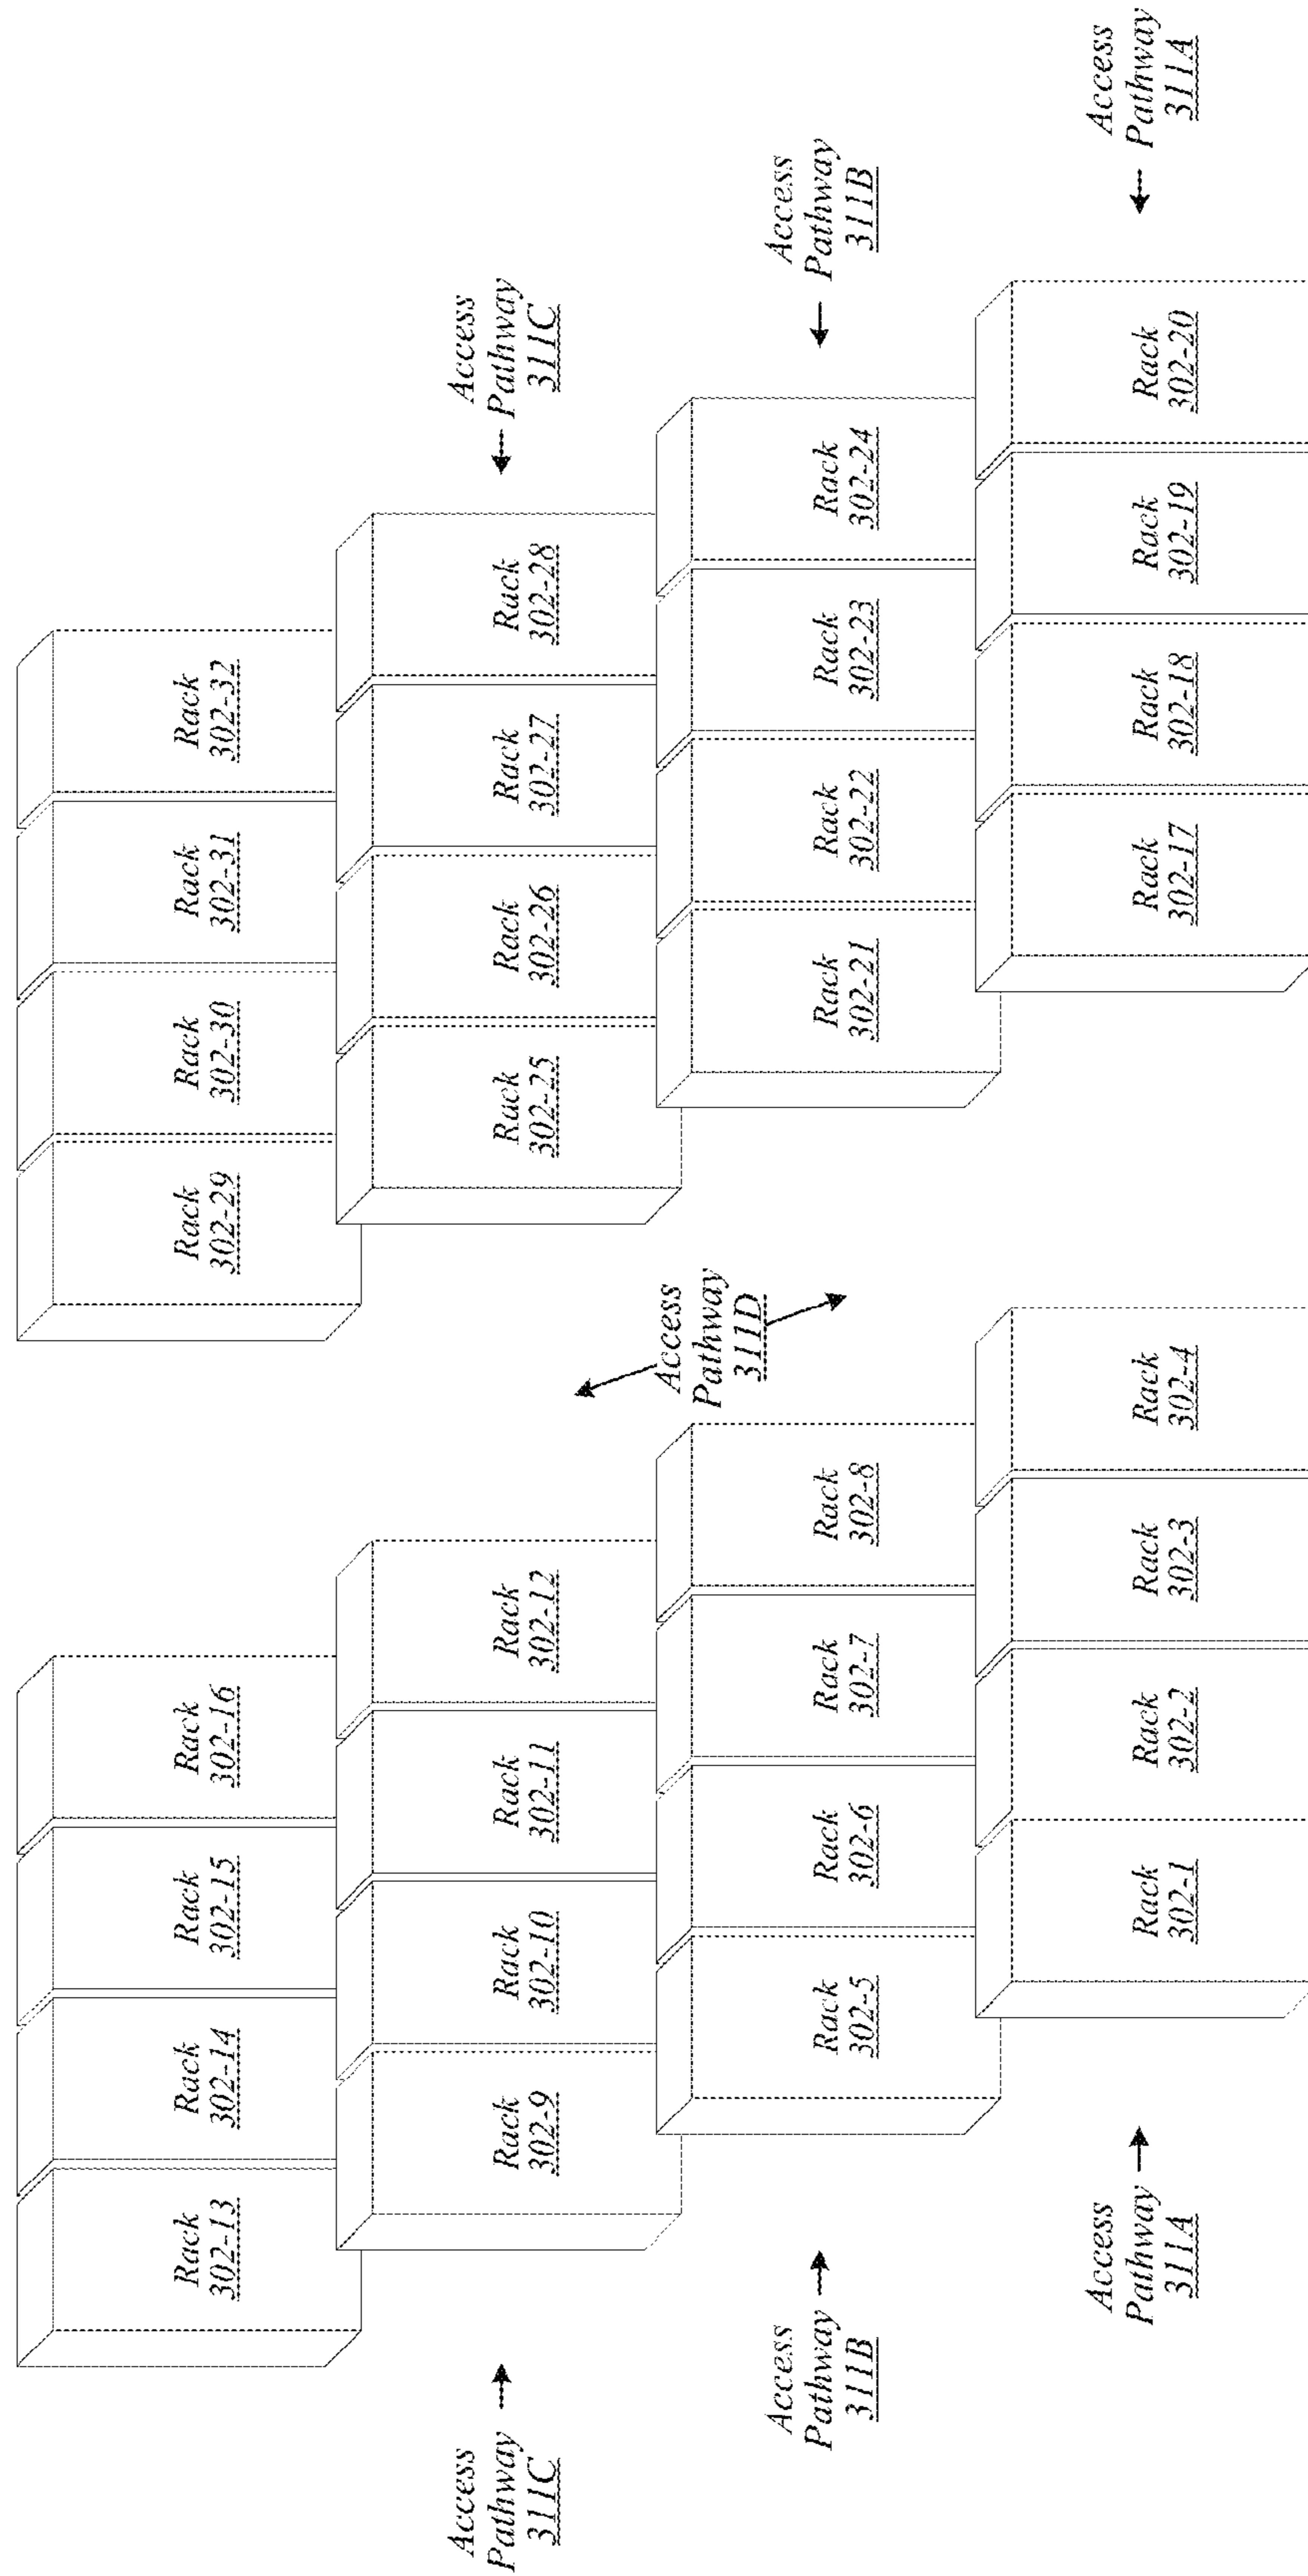 Rack
302-13
Rack
302-14
Rack
302-15
Rack
302-16
Rack
302-29
Rack
302-30
Rack
302-31
Rack
302-32
Access
Pathway
311C
Rack
302-9
Rack
302-10
Rack
302-11
Rack
302-12
Rack
302-25
Rack
302-26
Rack
302-27
Rack
302-28
Access
Pathway
311C
Access
Pathway
311D
Access
Pathway
311B
Rack
302-5
Rack
302-6
Rack
302-7
Rack
302-8
Rack
302-21
Rack
302-22
Rack
302-23
Rack
302-24
Access
Pathway
311B
Access
Pathway
311A
Rack
302-1
Rack
302-2
Rack
302-3
Rack
302-4
Rack
302-17
Rack
302-18
Rack
302-19
Rack
302-20
Access
Pathway
311A